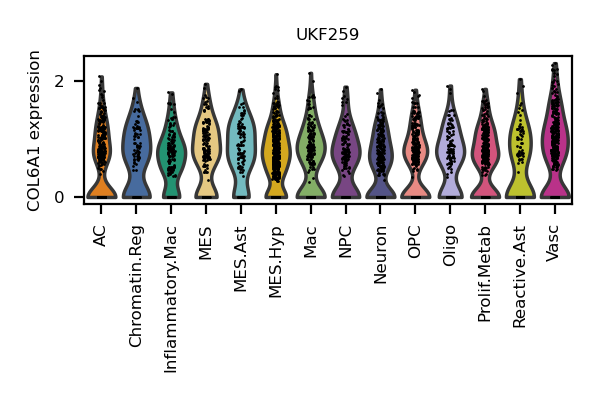 UKF259
COL6A1 expression
2
0
AC
Chromatin.Reg
Inflammatory.Mac
MES
MES.Ast
MES.Hyp
Mac
NPC
Neuron
OPC
Oligo
Prolif.Metab
Reactive.Ast
Vasc